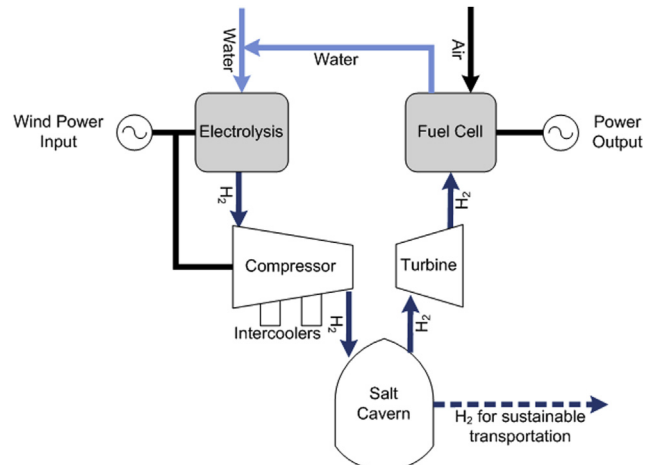 Water
Water
Air
Wind Power
Input
Electrolysis
Fuel Cell
Power
Output
H₂
H₂
Compressor
Turbine
Intercoolers
H₂
H₂
Salt
Cavern
H₂ for sustainable
transportation